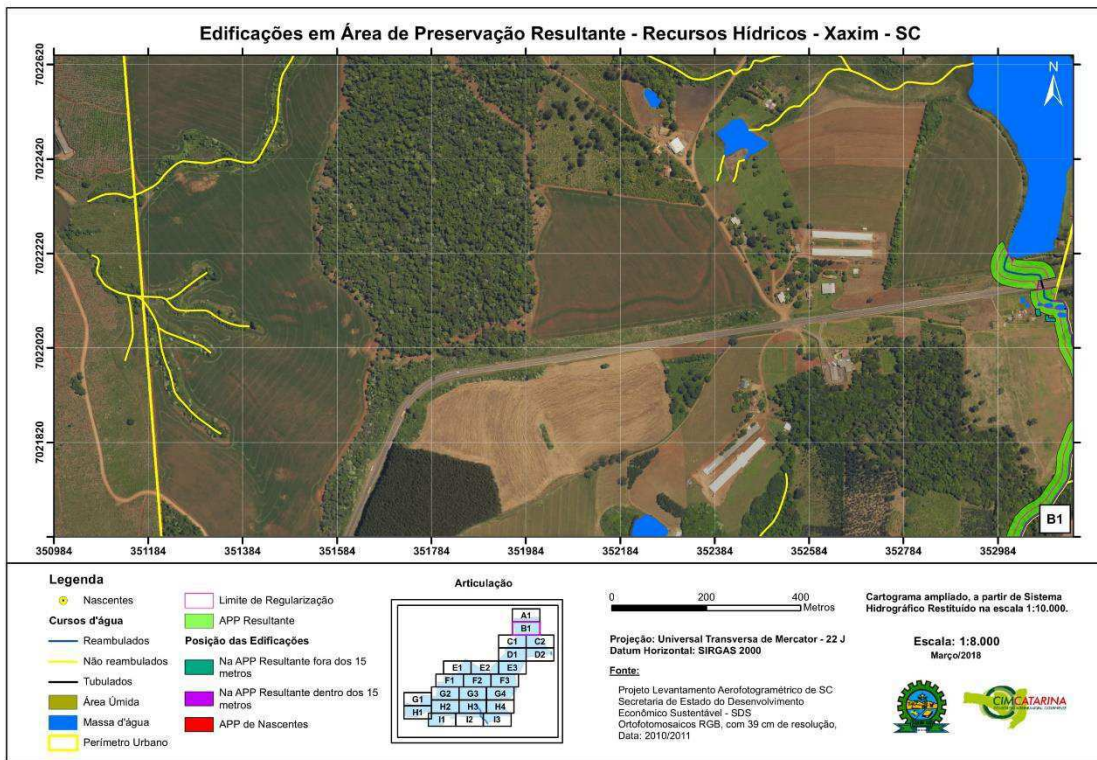 Edificações em Área de Preservação Resultante - Recursos Hídricos - Xaxim - SC
7022620
7022420
7022220
7022020
7021820
N
B1
350984
351184
351384
351584
351784
351984
352184
352384
352584
352784
352984
Legenda
Nascentes
Cursos d'água
Reambulados
Não reambulados
Tubulados
Área Úmida
Massa d'água
Perímetro Urbano
Limite de Regularização
APP Resultante
Posição das Edificações
Na APP Resultante fora dos 15
metros
Na APP Resultante dentro dos 15
metros
APP de Nascentes
Articulação
A1
B1
C1 C2
D1 D2
E1 E2 E3
F1 F2 F3
G1 G2 G3 G4
H1 H2 H3 H4
I1 I2 I3
0 200 400
Metros
Projeção: Universal Transversa de Mercator - 22 J
Datum Horizontal: SIRGAS 2000
Fonte:
Projeto Levantamento Aerofotogramétrico de SC
Secretaria de Estado do Desenvolvimento
Econômico Sustentável - SDS
Ortofotomosaicos RGB, com 39 cm de resolução,
Data: 2010/2011
Cartograma ampliado, a partir de Sistema
Hidrográfico Restituído na escala 1:10.000.
Escala: 1:8.000
Março/2018
CIMCATARINA